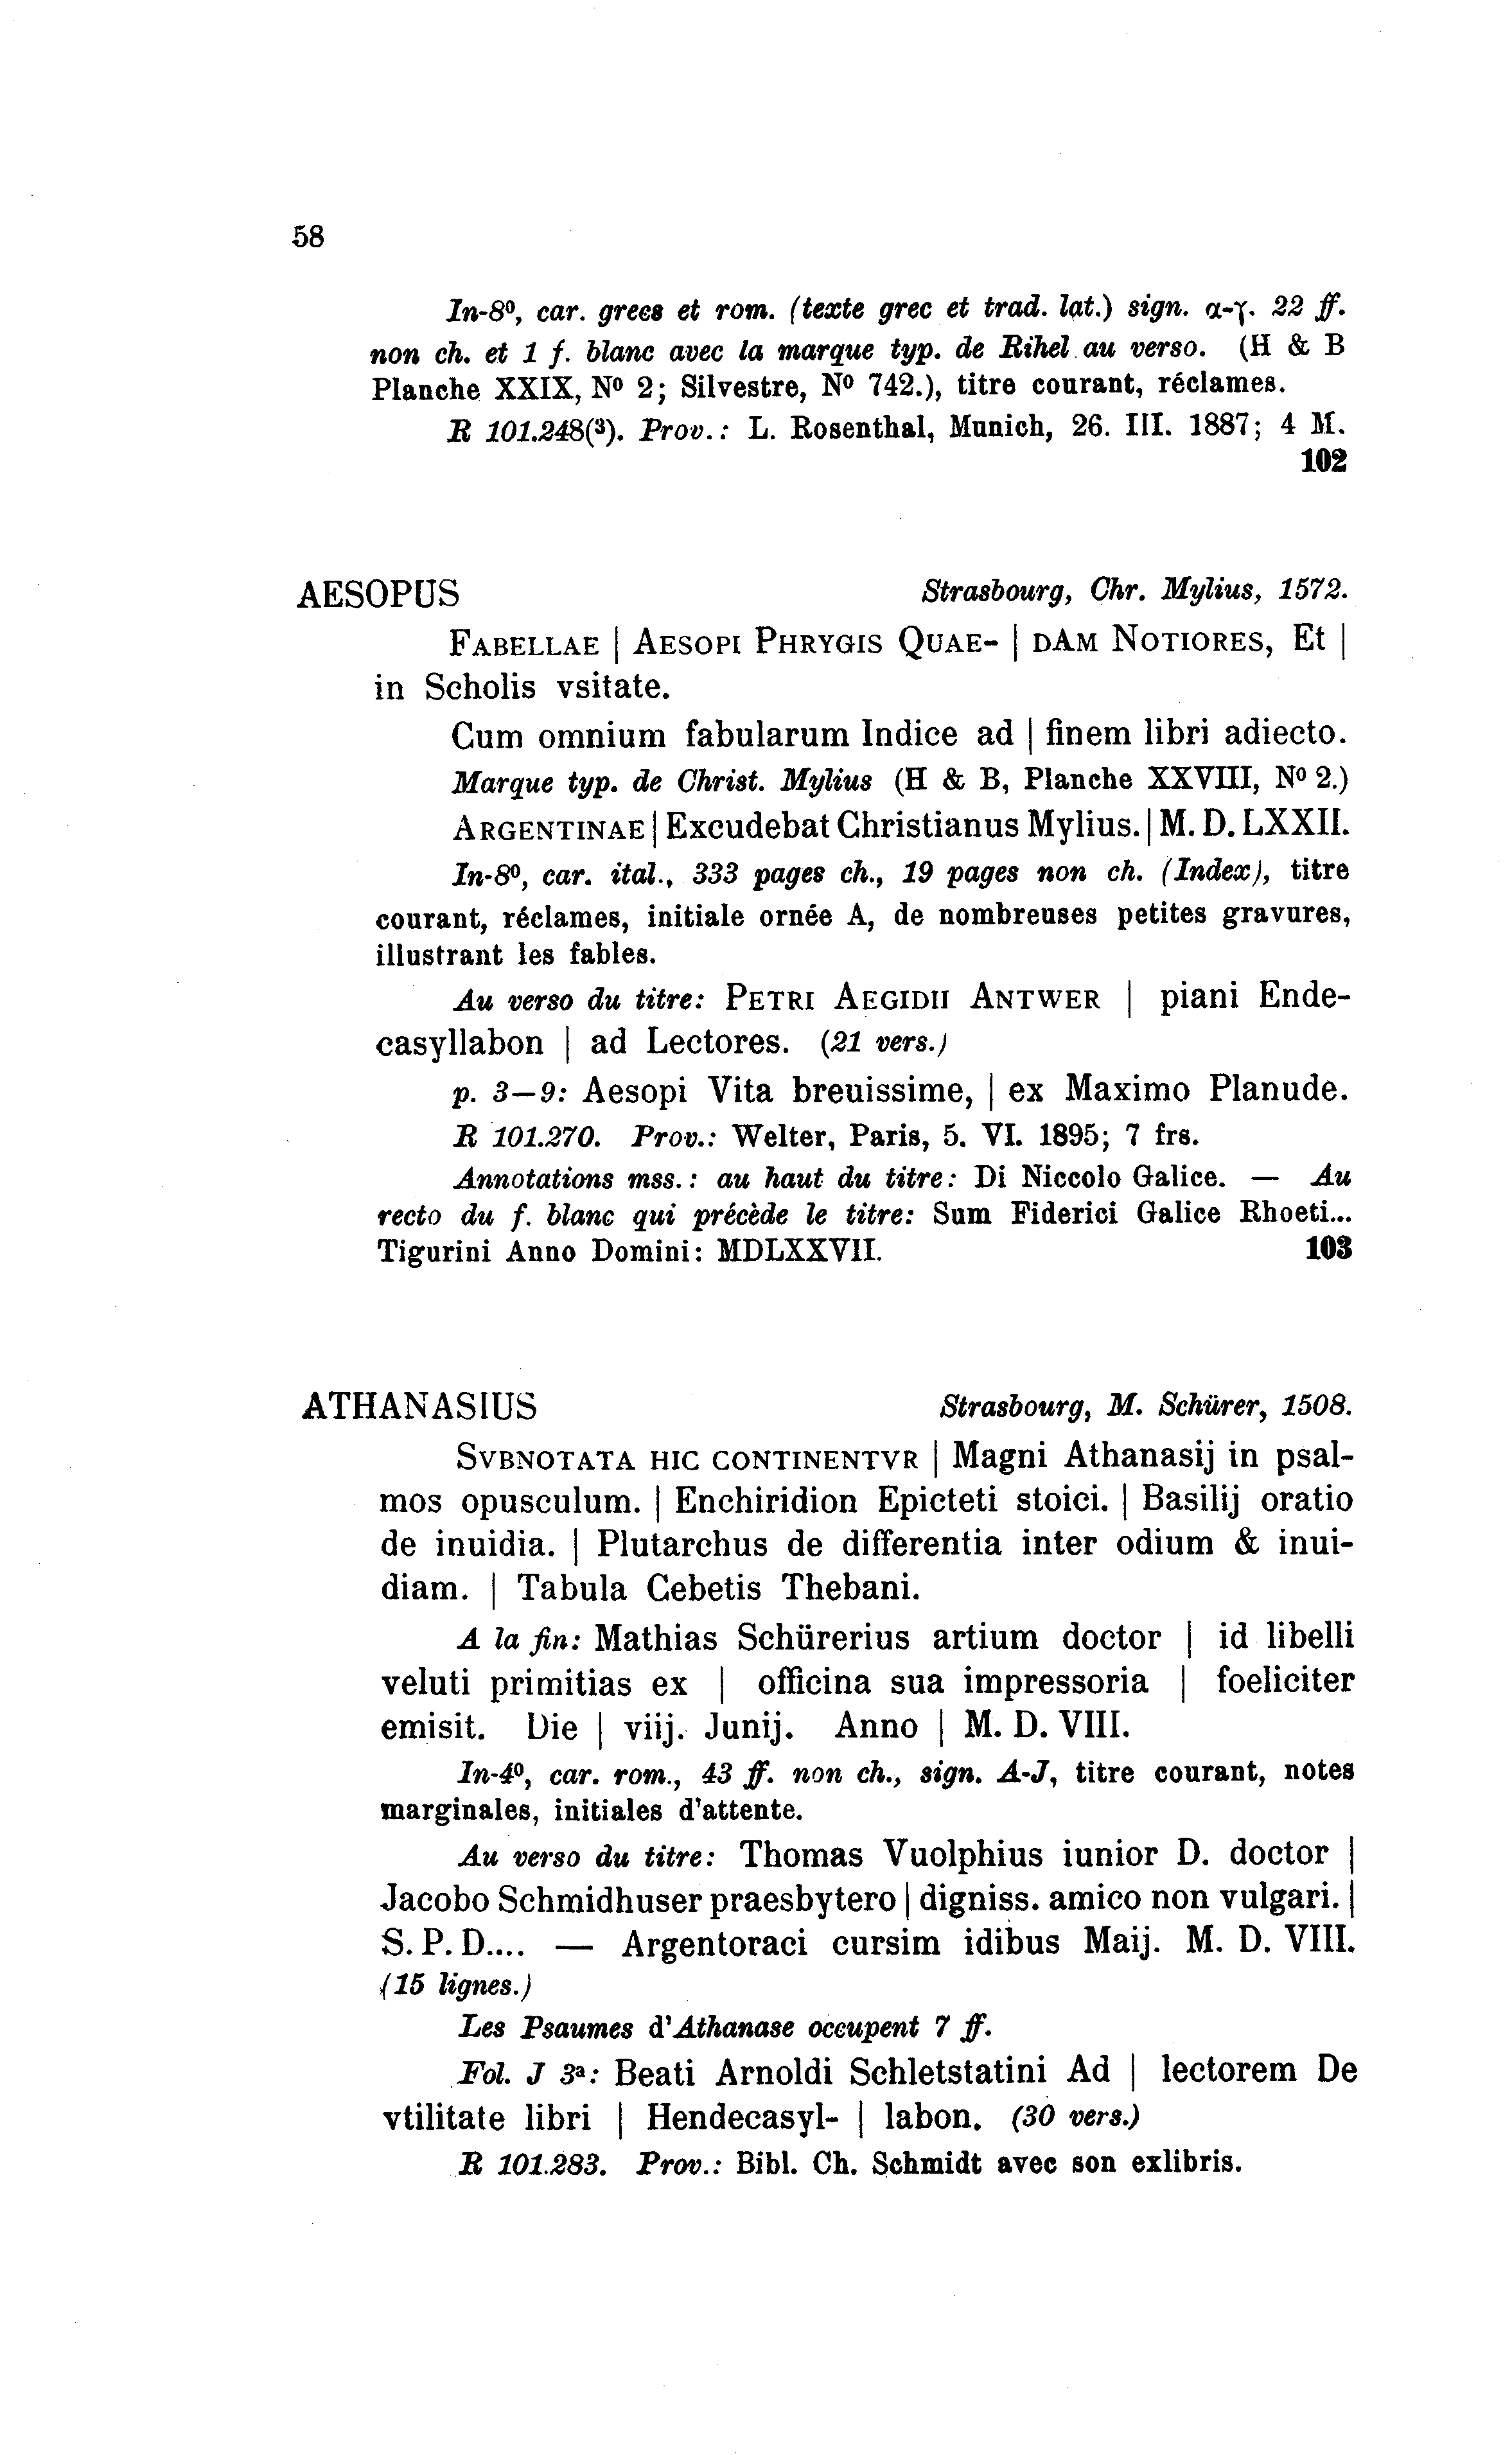 58
In-8⁰, car. grecs et rom. (texte grec et trad. lat.) sign. α-γ. 22 ff.
non ch. et 1 f. blanc avec la marque typ. de Rihel au verso. (H & B
Planche XXIX, N⁰ 2; Silvestre, N⁰ 742.), titre courant, réclames.
R 101.248(³). Prov.: L. Rosenthal, Munich, 26. III. 1887; 4 M.
102
AESOPUS Strasbourg, Chr. Mylius, 1572.
FABELLAE | AESOPI PHRYGIS QUAE- | DAM NOTIORES, Et |
in Scholis vsitate.
Cum omnium fabularum Indice ad | finem libri adiecto.
Marque typ. de Christ. Mylius (H & B, Planche XXVIII, N⁰ 2.)
ARGENTINAE | Excudebat Christianus Mylius. | M. D. LXXII.
In-8⁰, car. ital., 333 pages ch., 19 pages non ch. (Index), titre
courant, réclames, initiale ornée A, de nombreuses petites gravures,
illustrant les fables.
Au verso du titre: PETRI AEGIDII ANTWER | piani Ende-
casyllabon | ad Lectores. (21 vers.)
p. 3—9: Aesopi Vita breuissime, | ex Maximo Planude.
R 101.270. Prov.: Welter, Paris, 5. VI. 1895; 7 frs.
Annotations mss.: au haut du titre: Di Niccolo Galice. — Au
recto du f. blanc qui précède le titre: Sum Fiderici Galice Rhoeti...
Tigurini Anno Domini: MDLXXVII. 103
ATHANASIUS Strasbourg, M. Schürer, 1508.
SVBNOTATA HIC CONTINENTVR | Magni Athanasij in psal-
mos opusculum. | Enchiridion Epicteti stoici. | Basilij oratio
de inuidia. | Plutarchus de differentia inter odium & inui-
diam. | Tabula Cebetis Thebani.
A la fin: Mathias Schürerius artium doctor | id libelli
veluti primitias ex | officina sua impressoria | foeliciter
emisit. Die | viij. Junij. Anno | M. D. VIII.
In-4⁰, car. rom., 43 ff. non ch., sign. A-J, titre courant, notes
marginales, initiales d'attente.
Au verso du titre: Thomas Vuolphius iunior D. doctor |
Jacobo Schmidhuser praesbytero | digniss. amico non vulgari. |
S. P. D.... — Argentoraci cursim idibus Maij. M. D. VIII.
(15 lignes.)
Les Psaumes d'Athanase occupent 7 ff.
Fol. J 3ª: Beati Arnoldi Schletstatini Ad | lectorem De
vtilitate libri | Hendecasyl- | labon. (30 vers.)
R 101.283. Prov.: Bibl. Ch. Schmidt avec son exlibris.